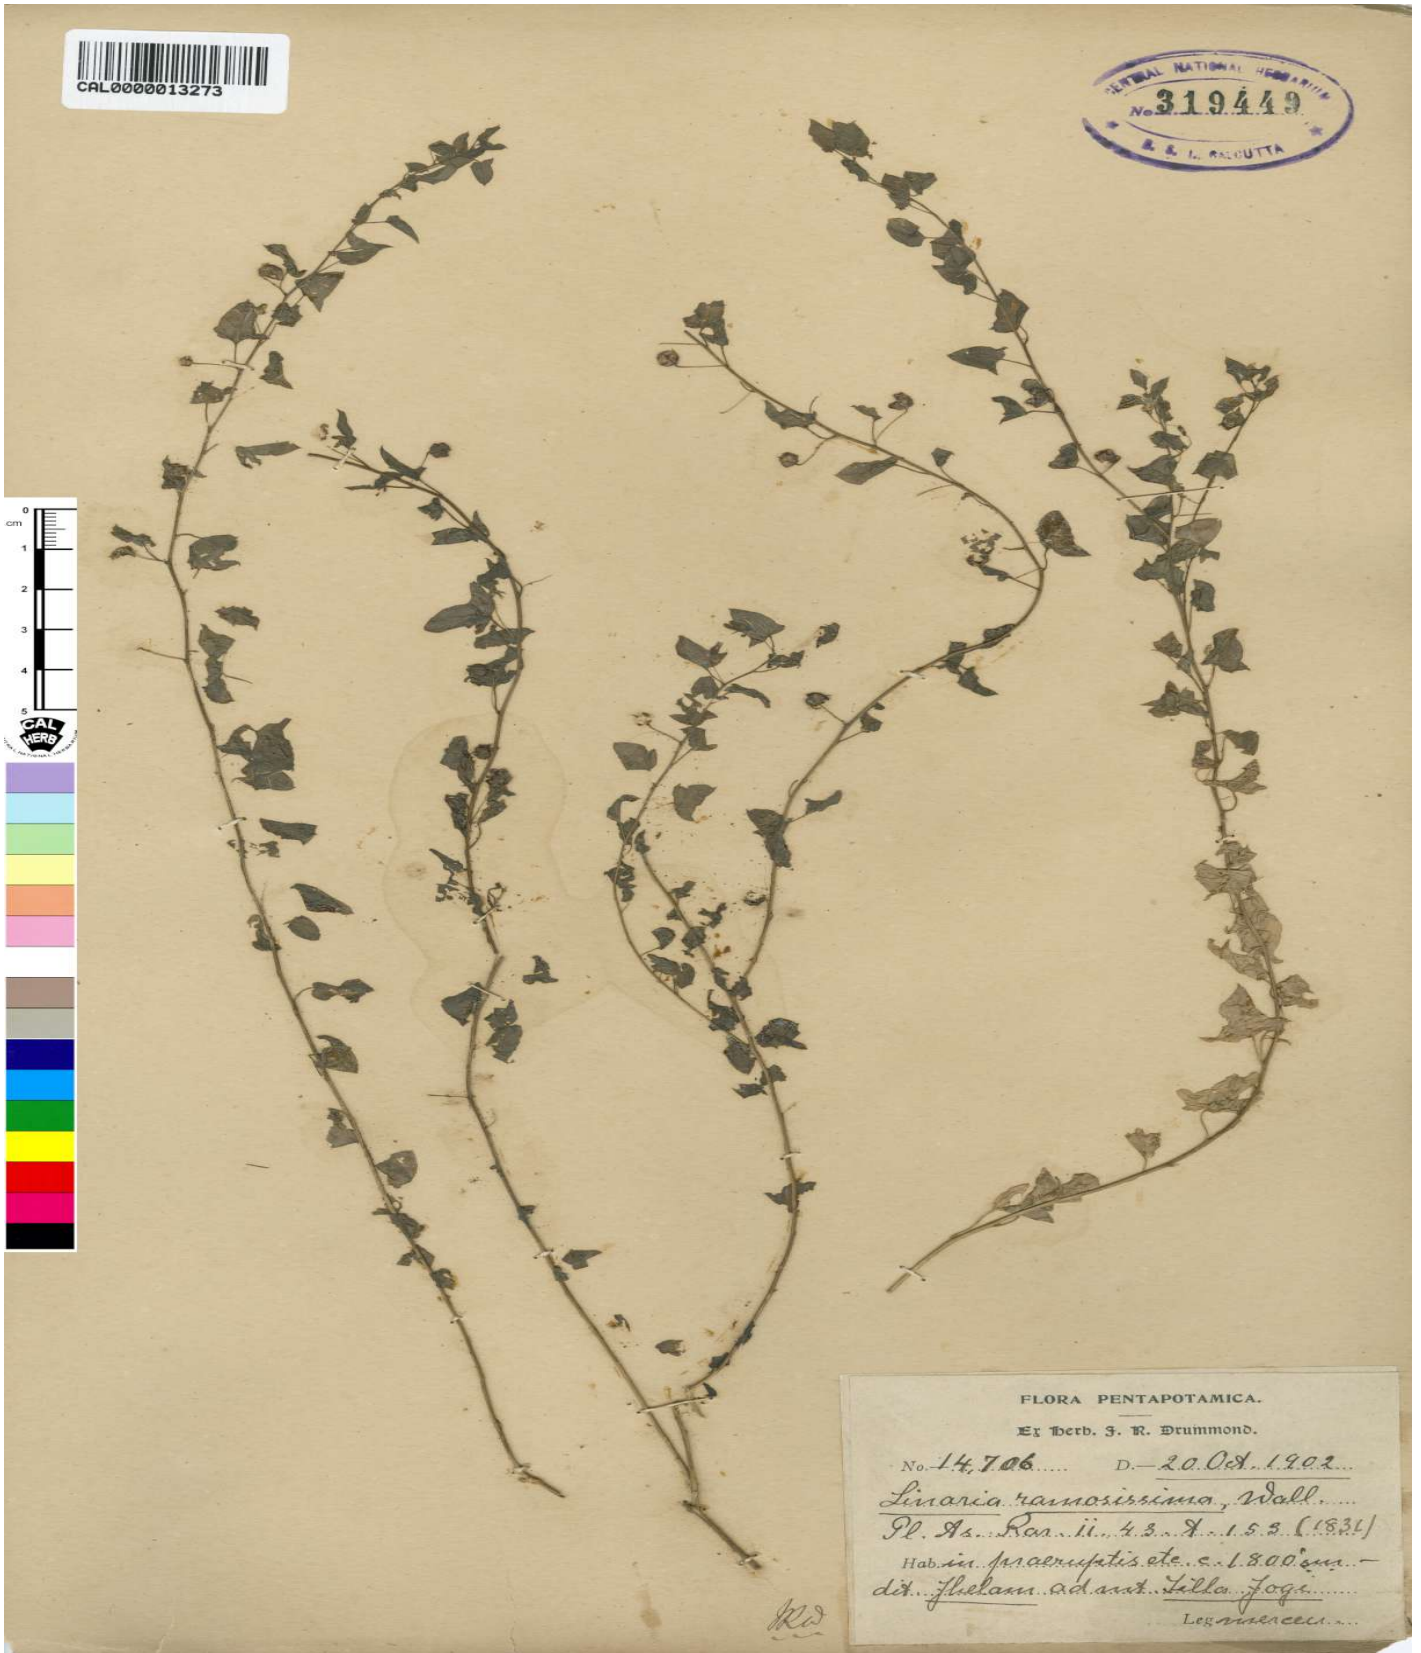 CAL0000013273
CENTRAL NATIONAL HERBARIUM
No 319449
B. S. I. CALCUTTA
0
cm
1
2
3
4
5
CAL
HERB
FLORA PENTAPOTAMICA.
Ex Herb. J. R. Drummond.
No. 14,706 D.— 20 Oct. 1902
Linaria ramosissima, Wall.
Pl. As. Rar. ii. 43. t. 153 (1831)
Hab. in praeruptis etc. c. 1800'
dit. Jhelam ad mt. Tilla Jogi
Leg.